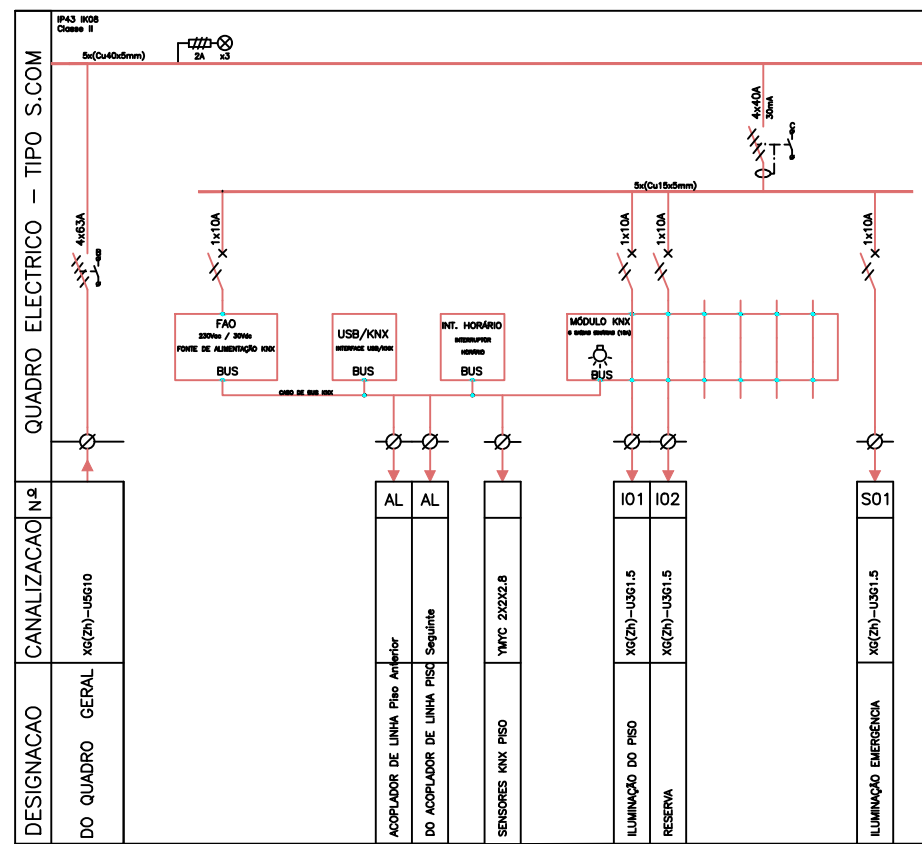 IP43 IK08
Classe II
QUADRO ELECTRICO - TIPO S.COM
5x(Cu40x5mm)
2A
x3
4x40A
30mA
5x(Cu15x5mm)
4x63A
1x10A
1x10A
1x10A
1x10A
FAO
230Vac / 30Vdc
FONTE DE ALIMENTAÇÃO KNX
BUS
USB/KNX
INTERFACE USB/KNX
BUS
INT. HORÁRIO
INTERRUPTOR
HORÁRIO
BUS
MÓDULO KNX
BUS
CABO DE BUS KNX
Nº
AL
AL
I01
I02
S01
CANALIZACAO
XG(Zh)-U5G10
YMYC 2X2X2.8
XG(Zh)-U3G1.5
XG(Zh)-U3G1.5
XG(Zh)-U3G1.5
DESIGNACAO
DO QUADRO GERAL
ACOPLADOR DE LINHA Piso Anterior
DO ACOPLADOR DE LINHA PISO Seguinte
SENSORES KNX PISO
ILUMINAÇÃO DO PISO
RESERVA
ILUMINAÇÃO EMERGÊNCIA